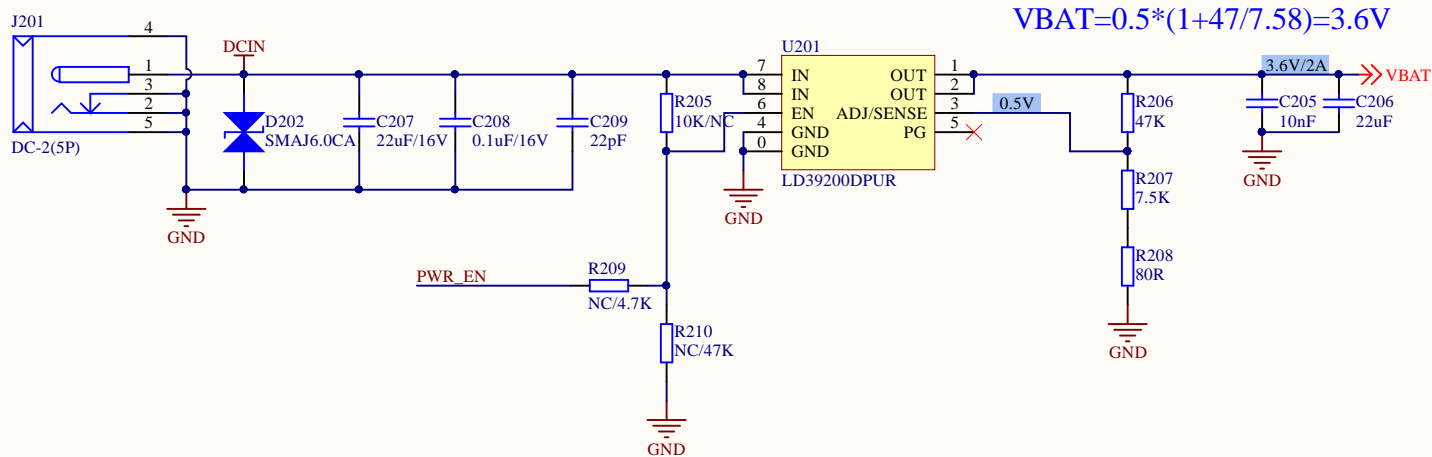 VBAT=0.5*(1+47/7.58)=3.6V
J201
4
1
3
2
5
DC-2(5P)
DCIN
D202
SMAJ6.0CA
C207
22uF/16V
C208
0.1uF/16V
C209
22pF
GND
R205
10K/NC
U201
7
8
6
4
0
IN
IN
EN
GND
GND
OUT
OUT
ADJ/SENSE
PG
1
2
3
5
LD39200DPUR
GND
0.5V
R206
47K
R207
7.5K
R208
80R
GND
3.6V/2A
VBAT
C205
10nF
C206
22uF
GND
PWR_EN
R209
NC/4.7K
R210
NC/47K
GND